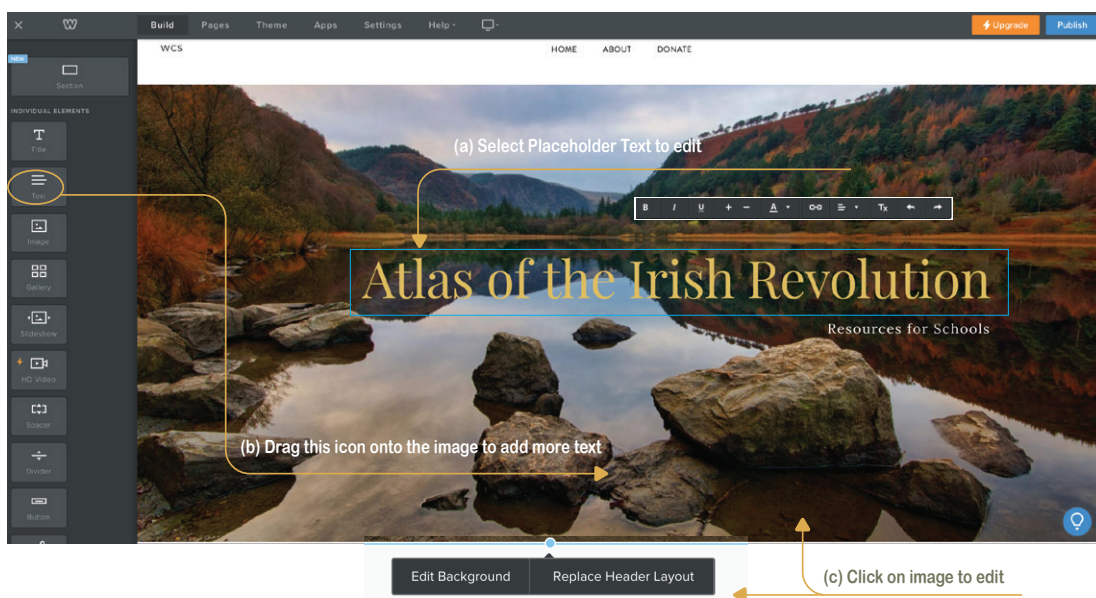 Build Pages Theme Apps Settings Help
Upgrade Publish
WCS HOME ABOUT DONATE
NEW
Section
INDIVIDUAL ELEMENTS
T
Title
Text
Image
Gallery
Slideshow
HD Video
Spacer
Divider
Button
(a) Select Placeholder Text to edit
B I U + − A Tx
Atlas of the Irish Revolution
Resources for Schools
(b) Drag this icon onto the image to add more text
Edit Background Replace Header Layout
(c) Click on image to edit